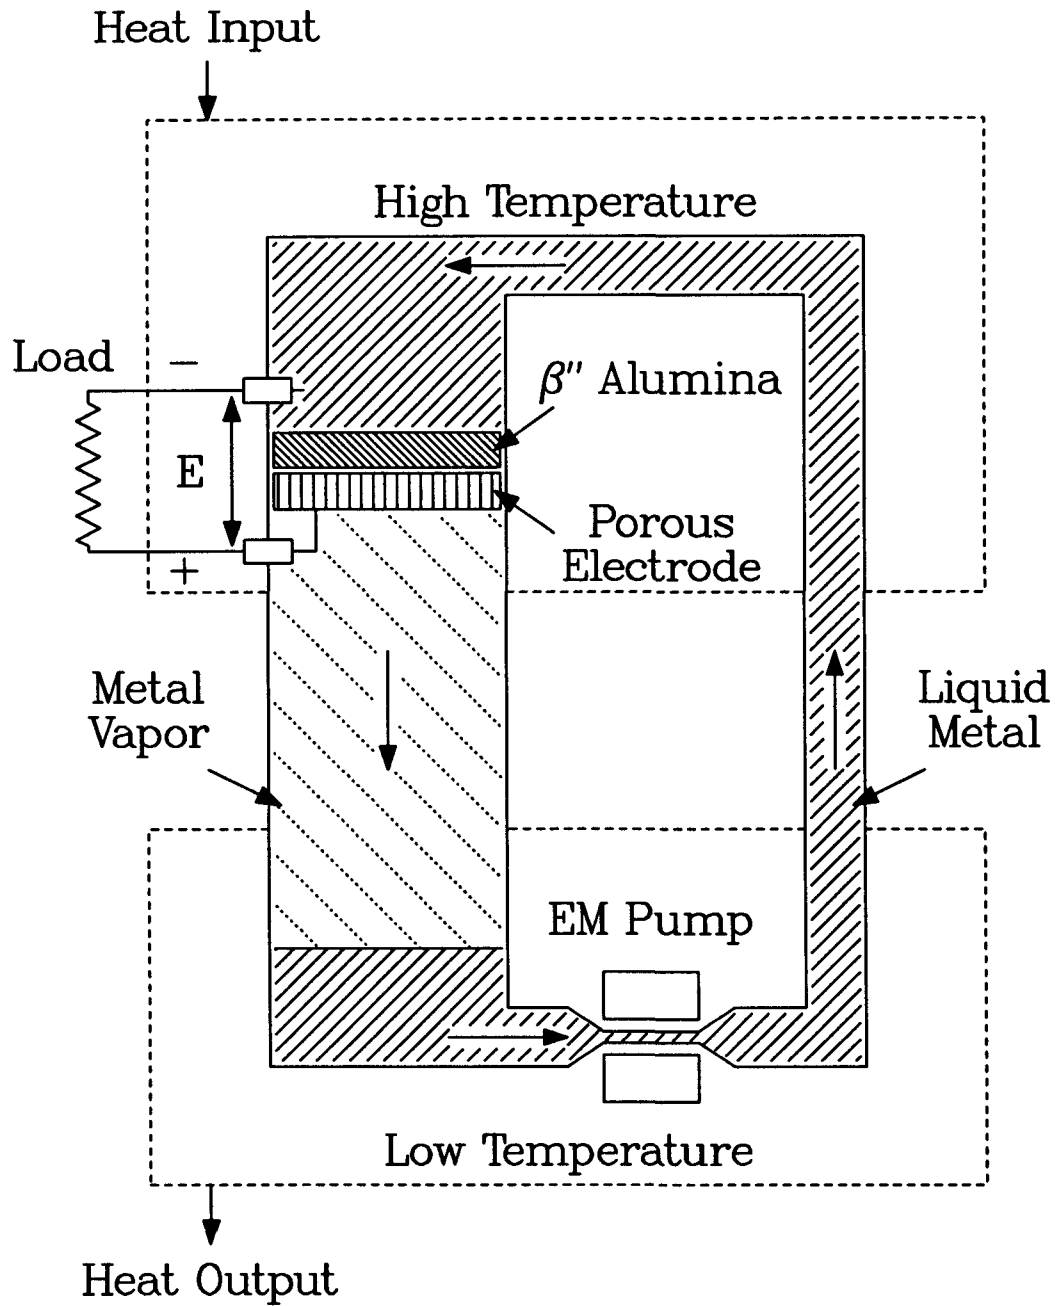 Heat Input
High Temperature
Load
−
β″ Alumina
E
Porous
Electrode
+
Metal
Vapor
Liquid
Metal
EM Pump
Low Temperature
Heat Output